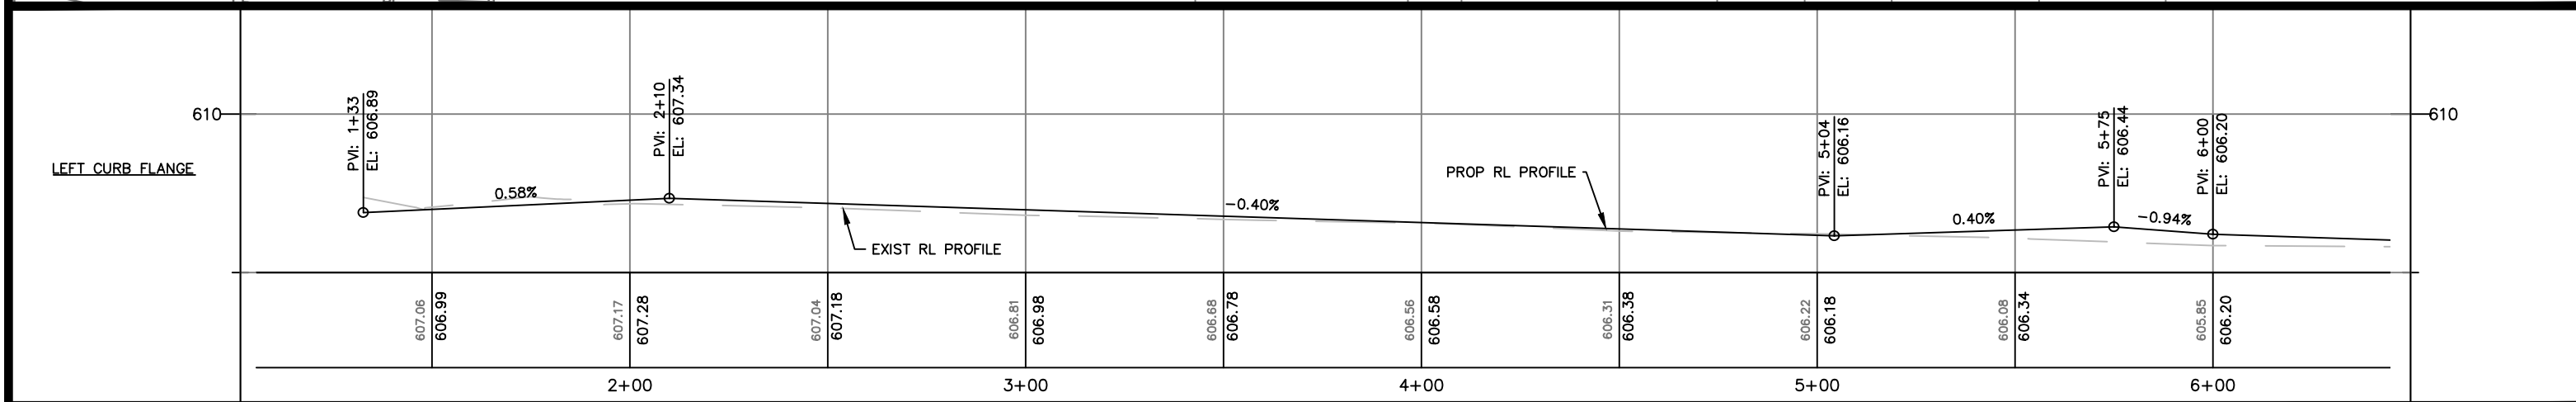 PVI: 1+33
EL: 606.89
PVI: 2+10
EL: 607.34
PVI: 5+04
EL: 606.16
PVI: 5+75
EL: 606.44
PVI: 6+00
EL: 606.20
610
610
LEFT CURB FLANGE
0.58%
-0.40%
PROP RL PROFILE
0.40%
-0.94%
EXIST RL PROFILE
607.06
606.99
607.17
607.28
607.04
607.18
606.81
606.98
606.68
606.78
606.56
606.58
606.31
606.38
606.22
606.18
606.08
606.34
605.85
606.20
2+00
3+00
4+00
5+00
6+00